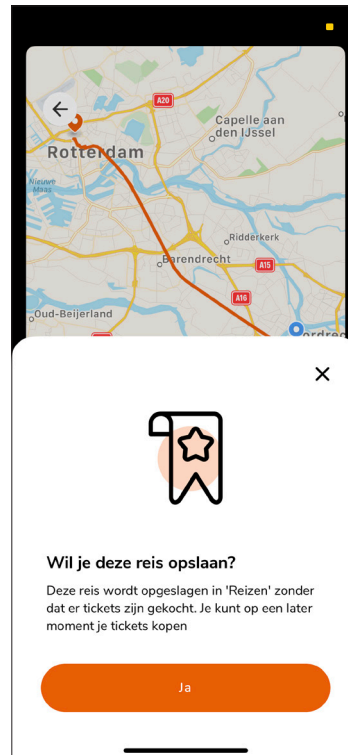 A20
Capelle aan
den IJssel
Rotterdam
Nieuwe
Maas
Ridderkerk
Barendrecht
A15
A16
Oud-Beijerland
Wil je deze reis opslaan?
Deze reis wordt opgeslagen in 'Reizen' zonder
dat er tickets zijn gekocht. Je kunt op een later
moment je tickets kopen
Ja